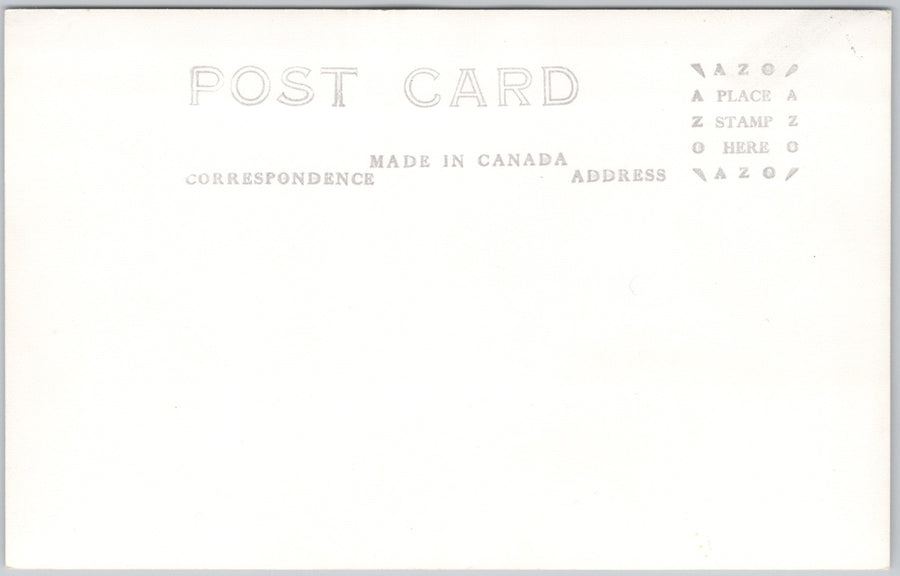 POST CARD
MADE IN CANADA
CORRESPONDENCE
ADDRESS
A Z O
A PLACE A
Z STAMP Z
O HERE O
A Z O